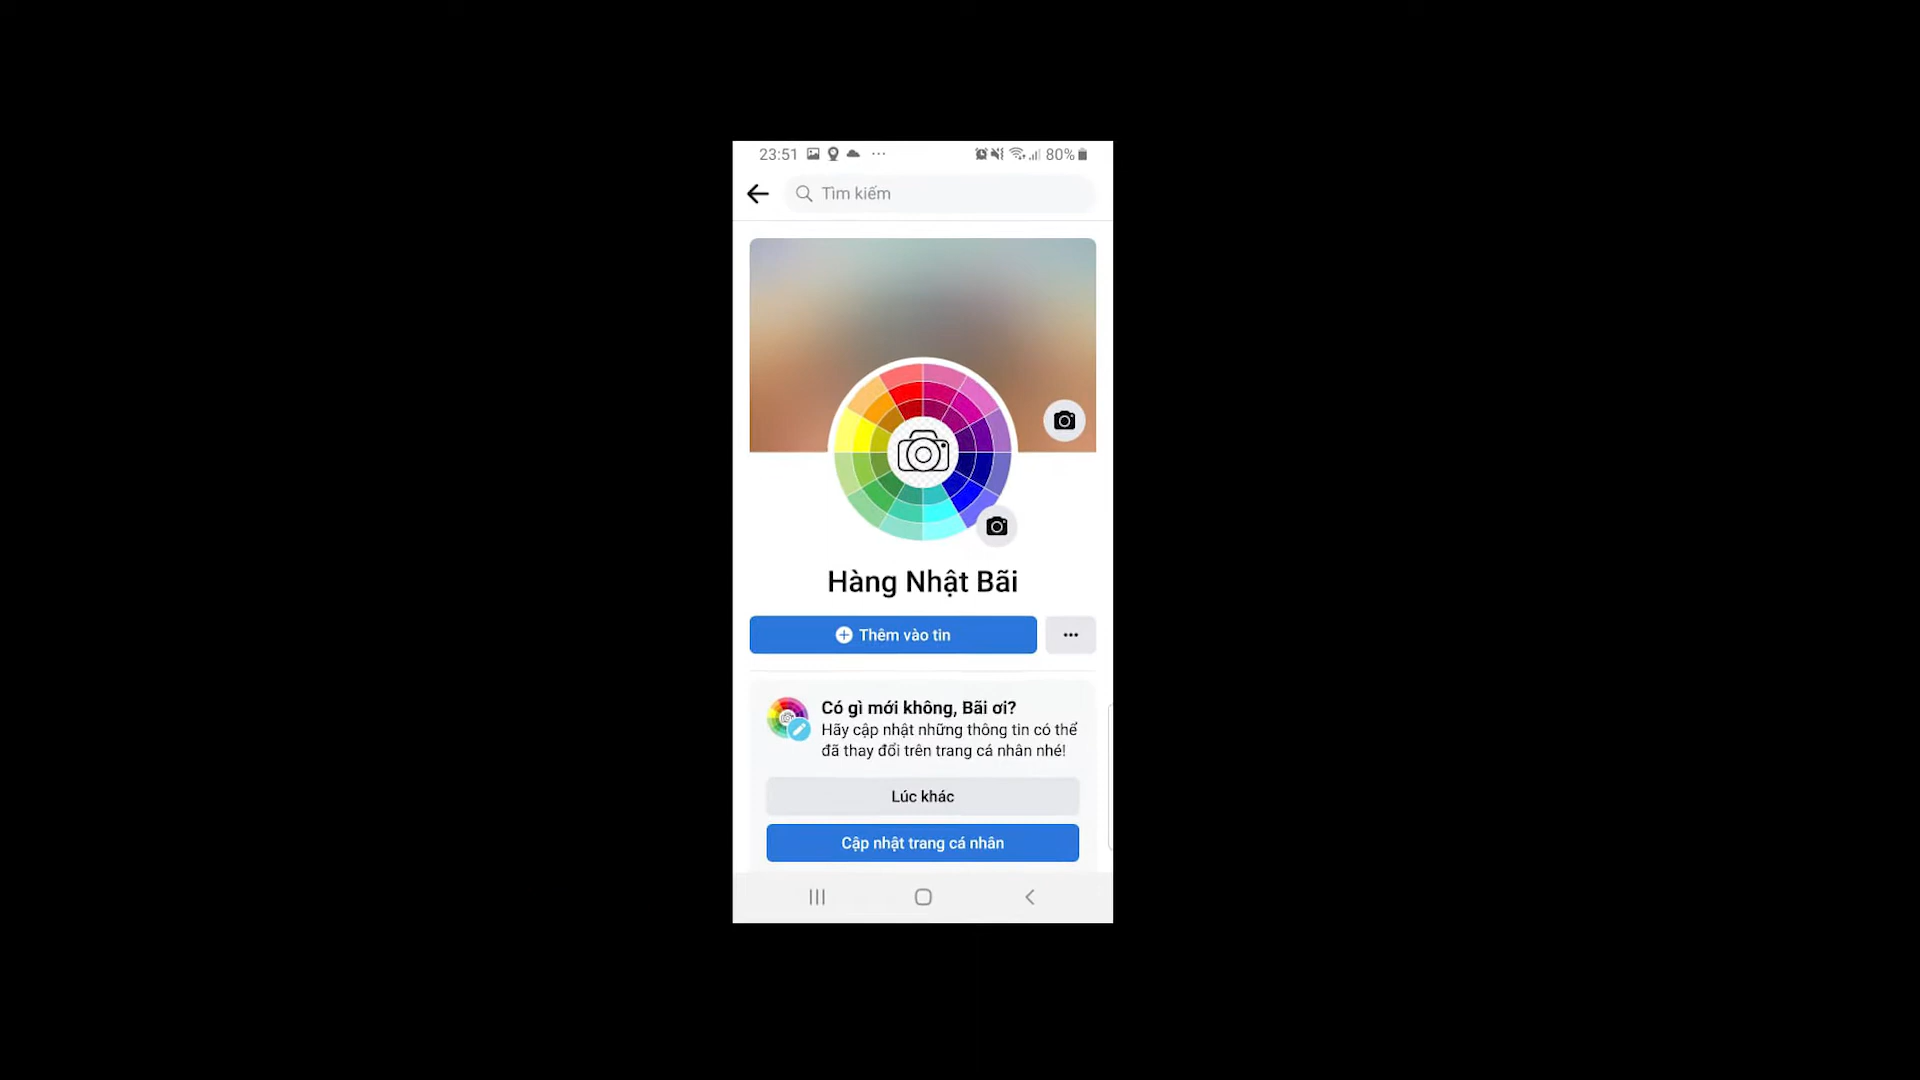 23:51 80%
Tìm kiếm
Hàng Nhật Bãi
Thêm vào tin
Có gì mới không, Bãi ơi?
Hãy cập nhật những thông tin có thể
đã thay đổi trên trang cá nhân nhé!
Lúc khác
Cập nhật trang cá nhân